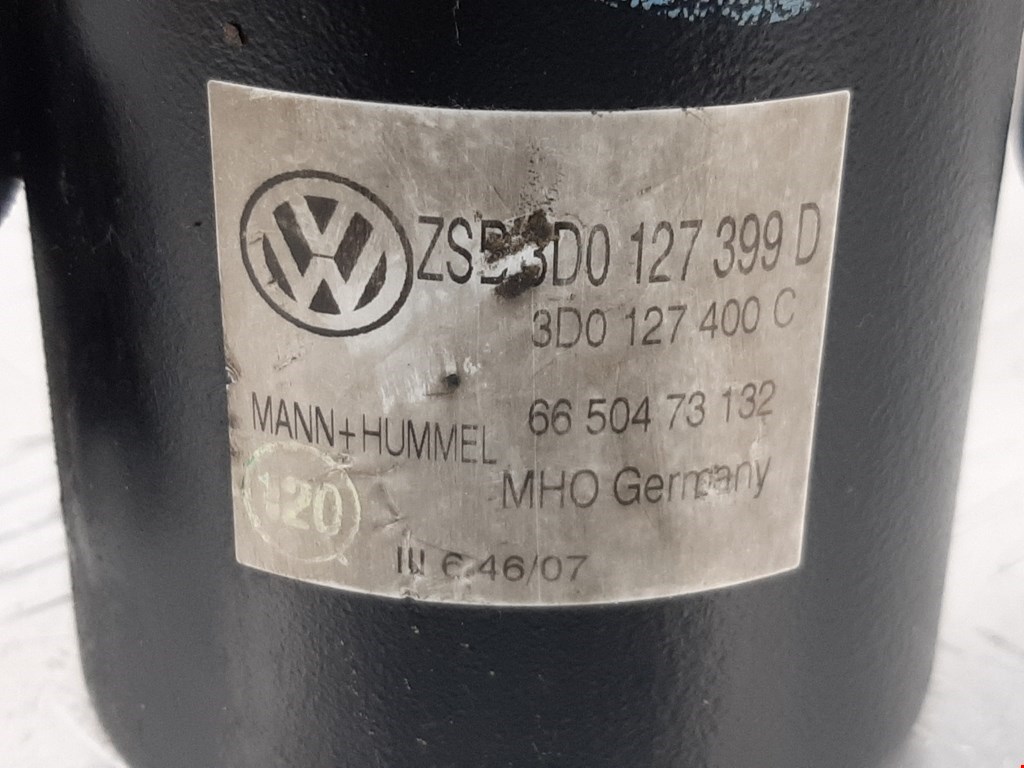 ZSB 3D0 127 399 D
3D0 127 400 C
MANN+HUMMEL 66 504 73 132
MHO Germany
120
6 46/07